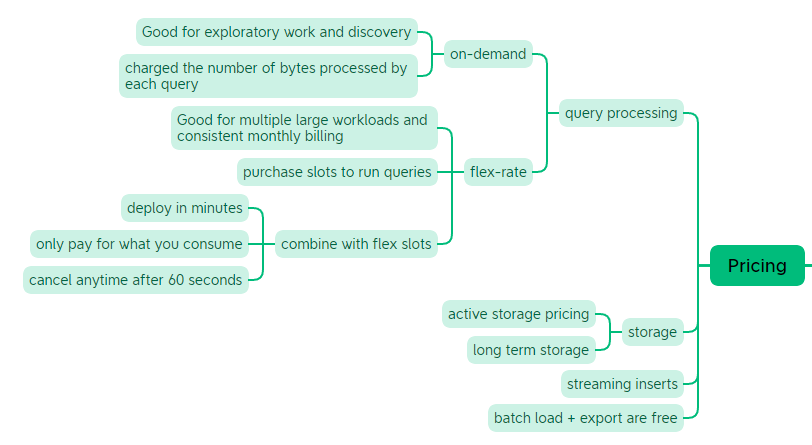 Good for exploratory work and discovery
on-demand
charged the number of bytes processed by
each query
query processing
Good for multiple large workloads and
consistent monthly billing
purchase slots to run queries
flex-rate
deploy in minutes
only pay for what you consume
combine with flex slots
cancel anytime after 60 seconds
Pricing
active storage pricing
storage
long term storage
streaming inserts
batch load + export are free